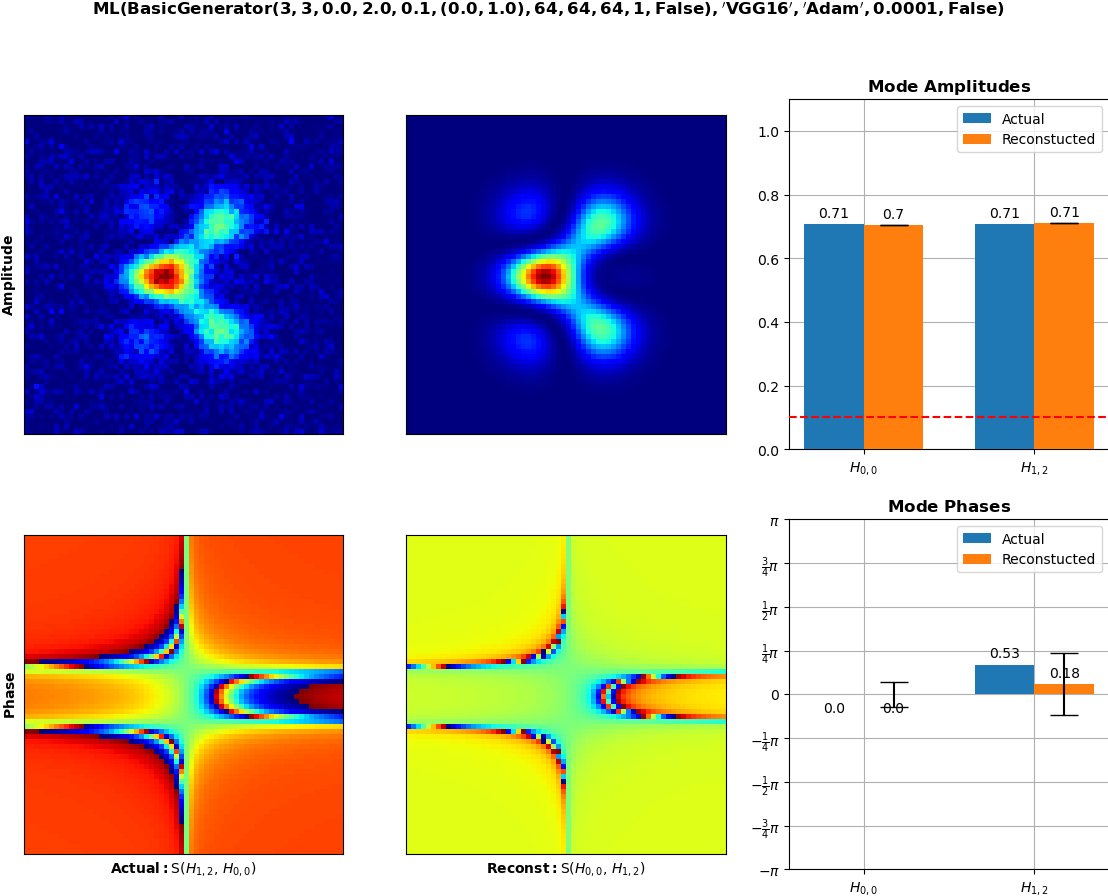 ML(BasicGenerator(3, 3, 0.0, 2.0, 0.1, (0.0, 1.0), 64, 64, 64, 1, False), ′VGG16′, ′Adam′, 0.0001, False)
Amplitude
Mode Amplitudes
Actual
Reconstucted
1.0
0.8
0.6
0.4
0.2
0.0
0.71
0.7
0.71
0.71
H0,0
H1,2
Phase
Actual: S(H1,2, H0,0)
Reconst: S(H0,0, H1,2)
Mode Phases
Actual
Reconstucted
π
3/4π
1/2π
1/4π
0
−1/4π
−1/2π
−3/4π
−π
0.0
0.0
0.53
0.18
H0,0
H1,2